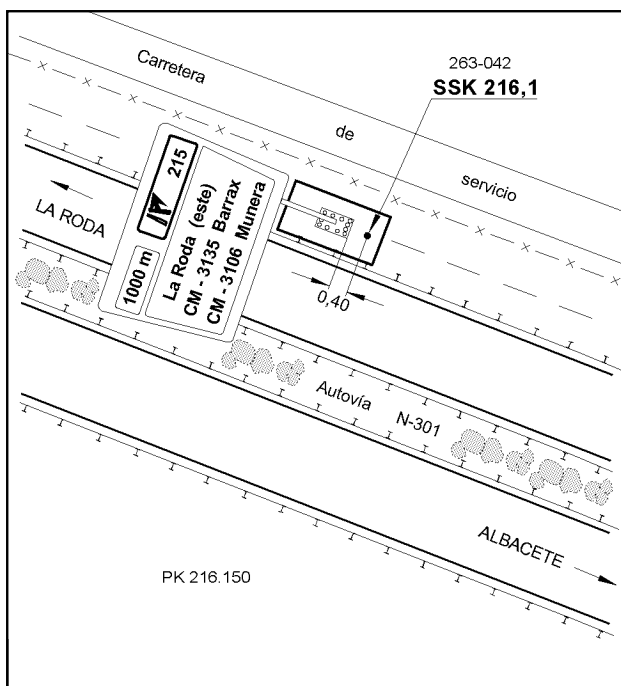 263-042
SSK 216,1
Carretera de servicio
LA RODA
215
1000 m
La Roda (este)
CM - 3135 Barrax
CM - 3106 Munera
0,40
Autovía N-301
ALBACETE
PK 216.150